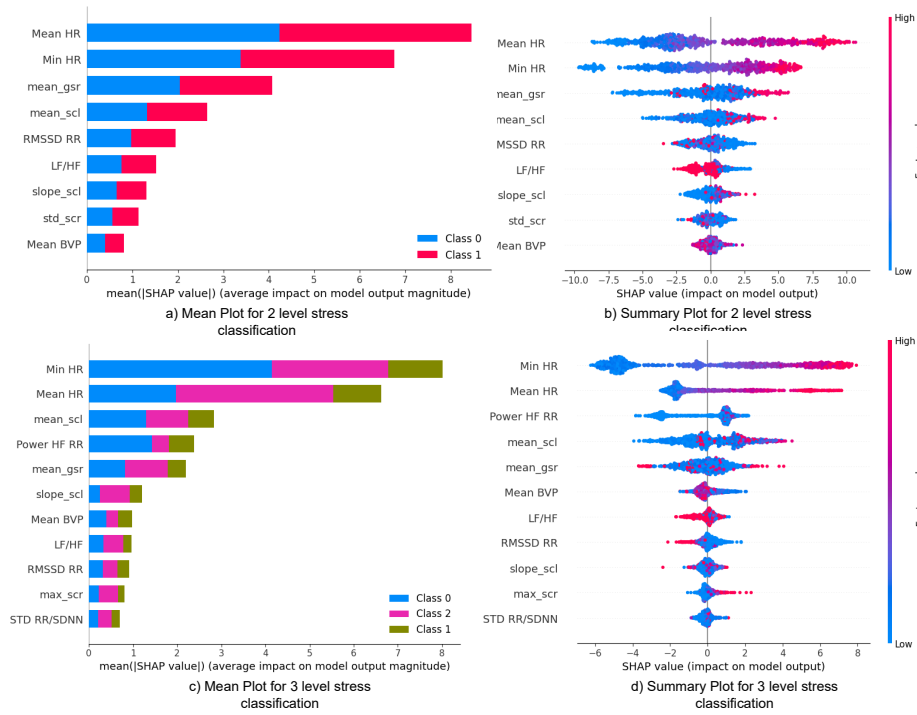 Mean HR
Min HR
mean_gsr
mean_scl
RMSSD RR
LF/HF
slope_scl
std_scr
Mean BVP
Class 0
Class 1
0 1 2 3 4 5 6 7 8
mean(|SHAP value|) (average impact on model output magnitude)
a) Mean Plot for 2 level stress
classification
High
Mean HR
Min HR
mean_gsr
mean_scl
MSSD RR
LF/HF
slope_scl
std_scr
Mean BVP
Low
−10.0 −7.5 −5.0 −2.5 0.0 2.5 5.0 7.5 10.0
SHAP value (impact on model output)
b) Summary Plot for 2 level stress
classification
Min HR
Mean HR
mean_scl
Power HF RR
mean_gsr
slope_scl
Mean BVP
LF/HF
RMSSD RR
max_scr
STD RR/SDNN
Class 0
Class 2
Class 1
0 1 2 3 4 5 6 7 8
mean(|SHAP value|) (average impact on model output magnitude)
c) Mean Plot for 3 level stress
classification
High
Min HR
Mean HR
Power HF RR
mean_scl
mean_gsr
Mean BVP
LF/HF
RMSSD RR
slope_scl
max_scr
STD RR/SDNN
Low
−6 −4 −2 0 2 4 6 8
SHAP value (impact on model output)
d) Summary Plot for 3 level stress
classification